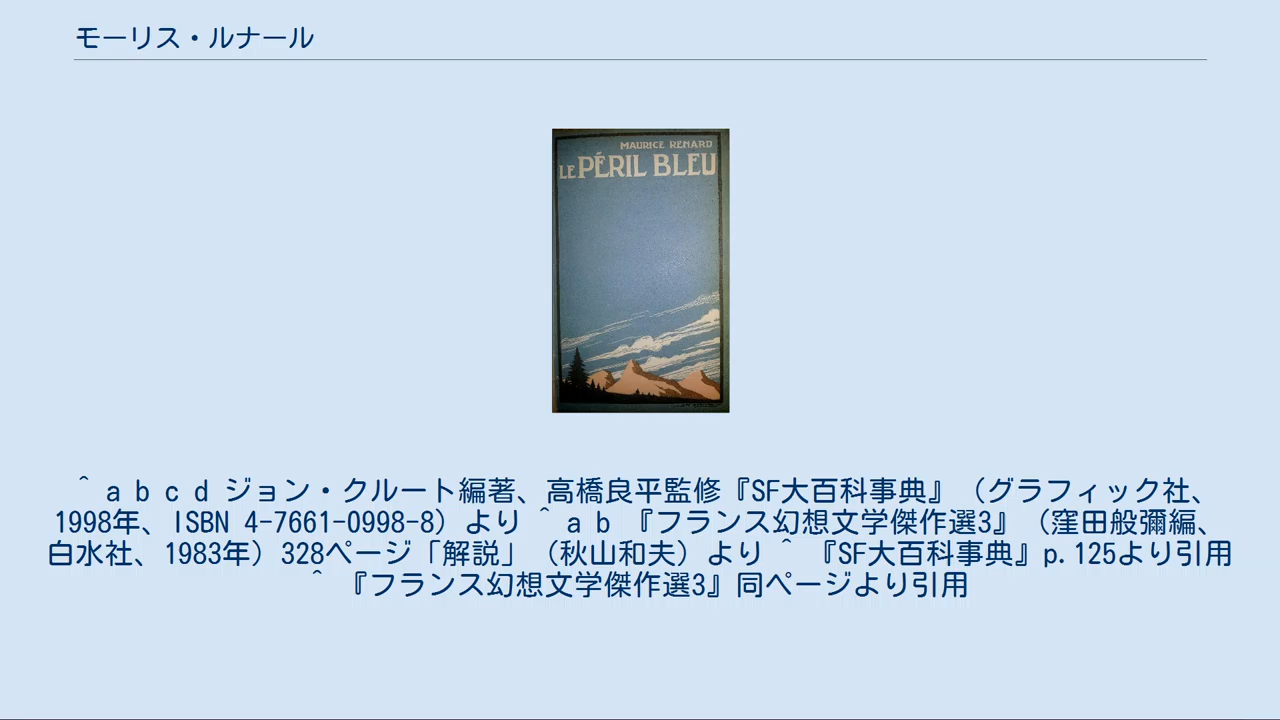 モーリス・ルナール
MAURICE RENARD
LE PÉRIL BLEU
^ a b c d ジョン・クルート編著、高橋良平監修『SF大百科事典』（グラフィック社、
1998年、ISBN 4-7661-0998-8）より ^ a b 『フランス幻想文学傑作選3』（窪田般彌編、
白水社、1983年）328ページ「解説」（秋山和夫）より ^ 『SF大百科事典』p.125より引用
^ 『フランス幻想文学傑作選3』同ページより引用